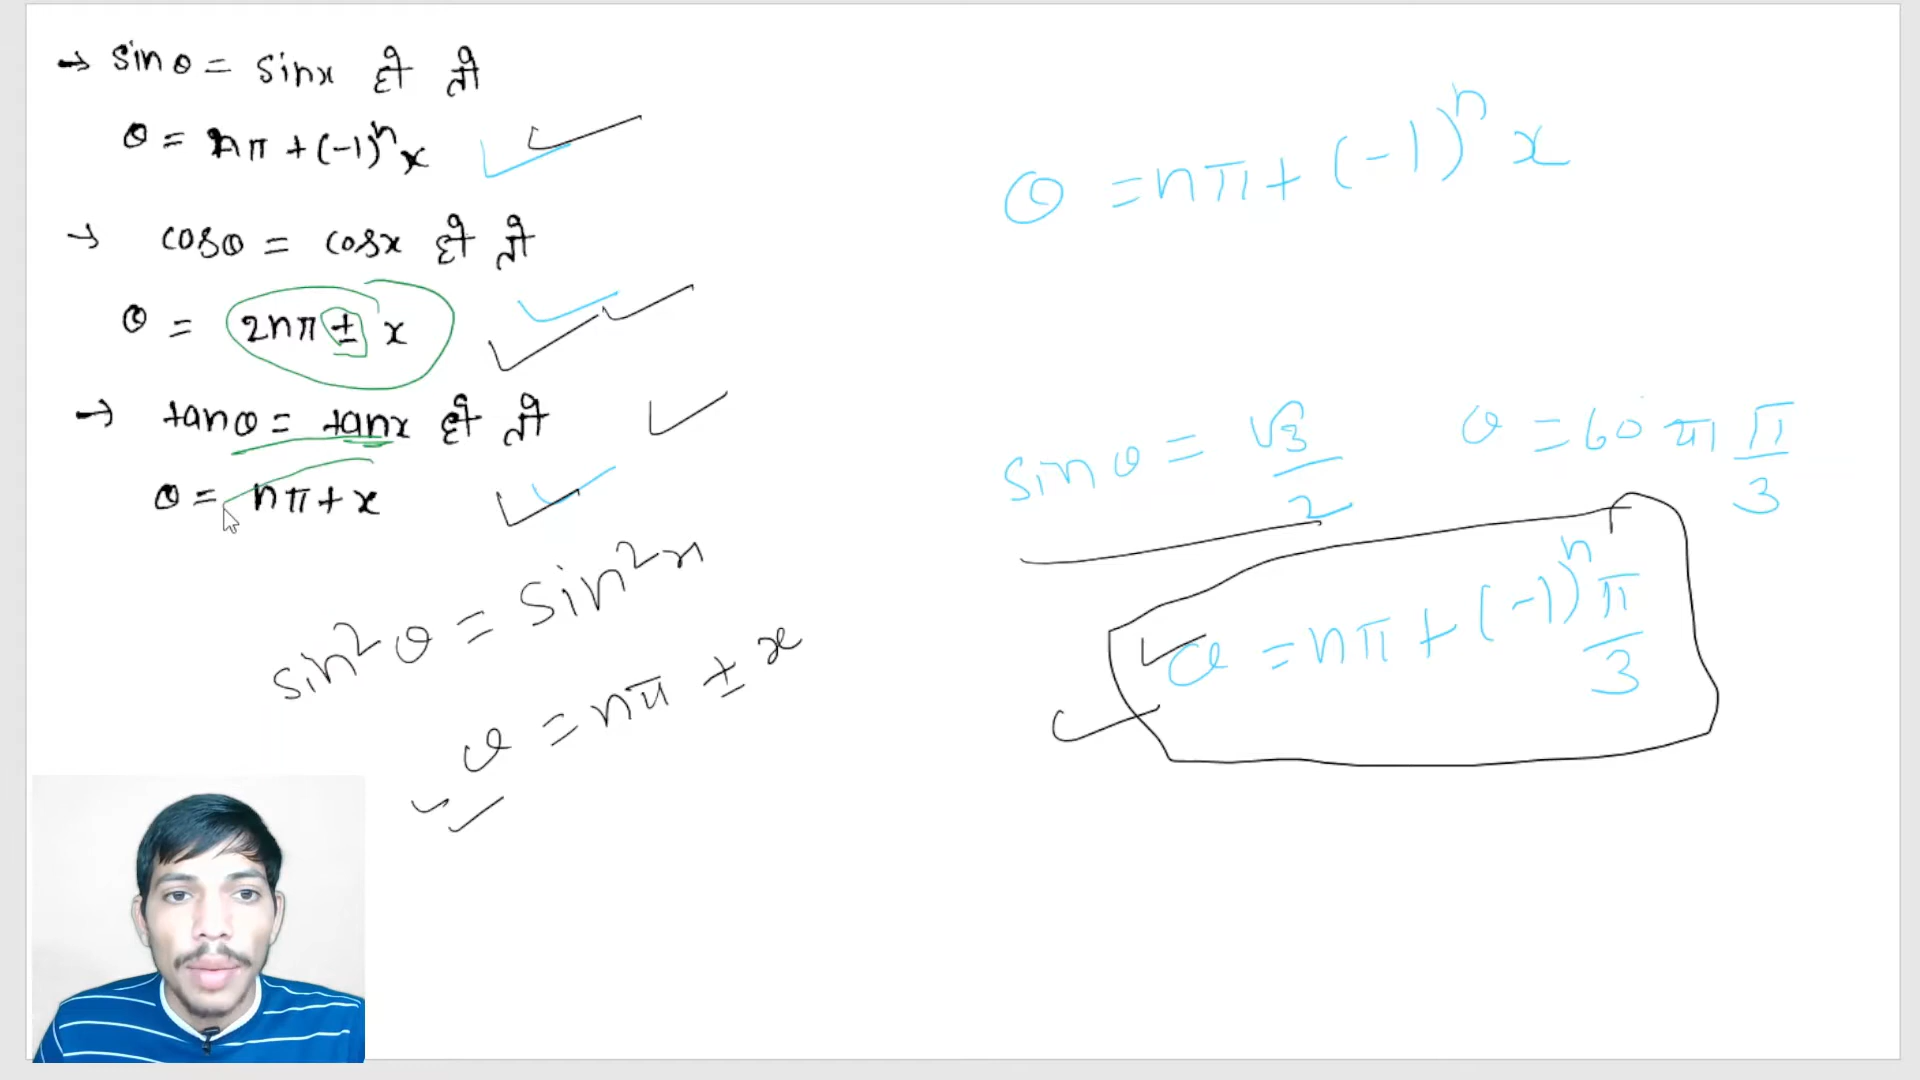 → sinθ = sinx हो तो
θ = nπ + (-1)ⁿx
→ cosθ = cosx हो तो
θ = 2nπ ± x
→ tanθ = tanx हो तो
θ = nπ + x
sin²θ = sin²x
θ = nπ ± x
θ = nπ + (-1)ⁿ x
sinθ = √3/2 θ = 60 या π/3
θ = nπ + (-1)ⁿ π/3